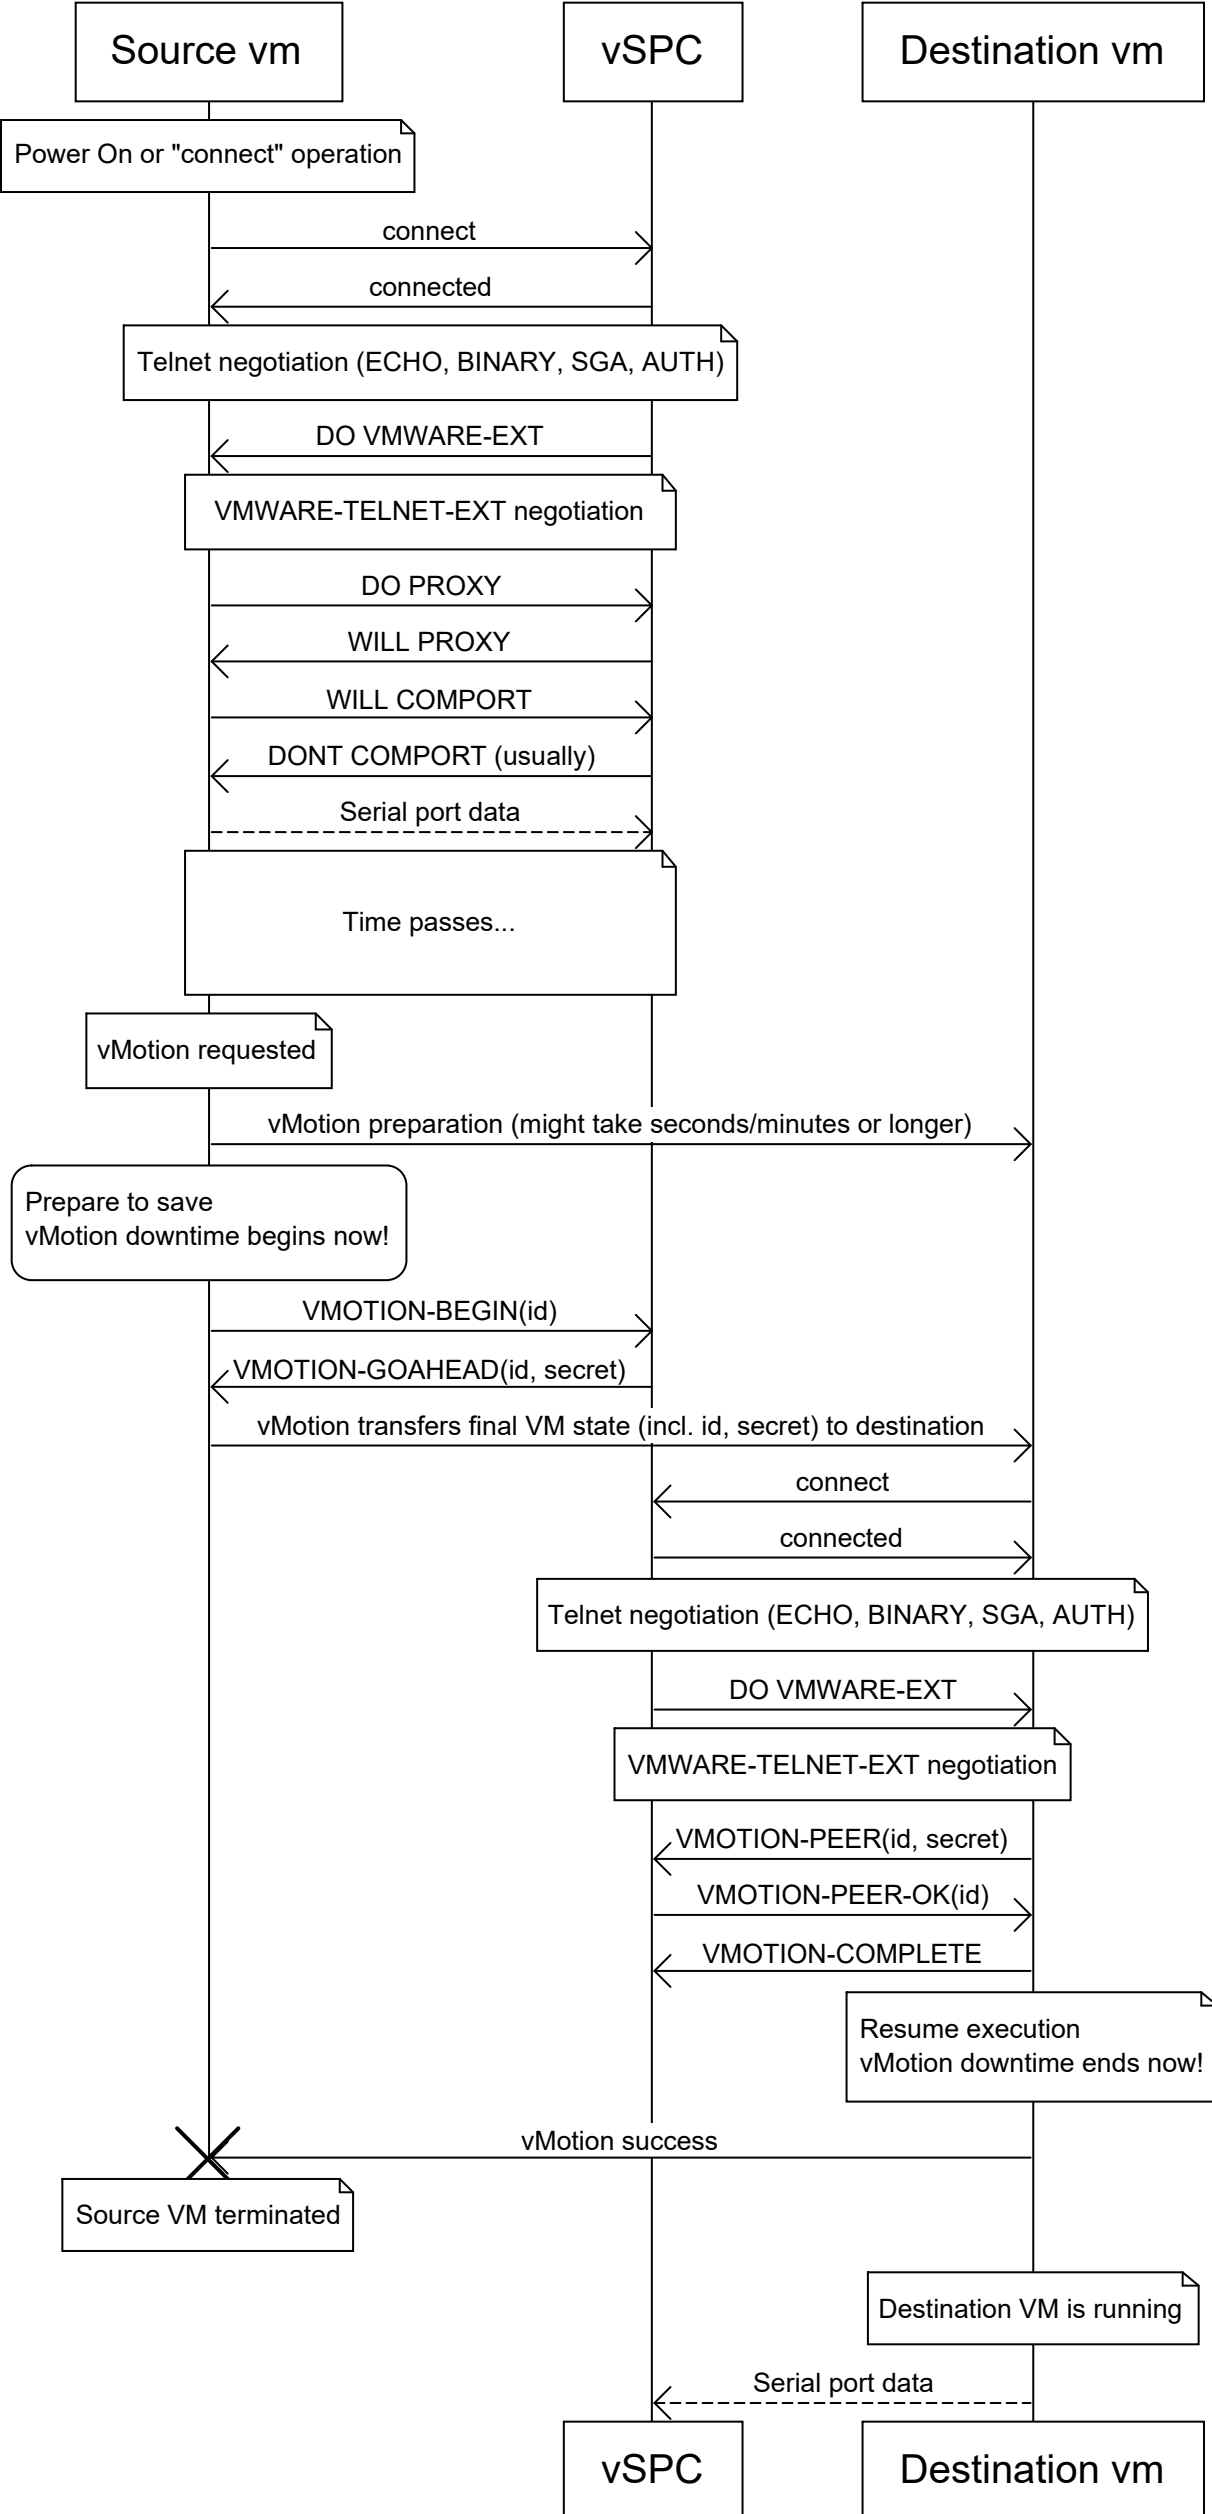 Source vm
vSPC
Destination vm
Power On or "connect" operation
connect
connected
Telnet negotiation (ECHO, BINARY, SGA, AUTH)
DO VMWARE-EXT
VMWARE-TELNET-EXT negotiation
DO PROXY
WILL PROXY
WILL COMPORT
DONT COMPORT (usually)
Serial port data
Time passes...
vMotion requested
vMotion preparation (might take seconds/minutes or longer)
Prepare to save
vMotion downtime begins now!
VMOTION-BEGIN(id)
VMOTION-GOAHEAD(id, secret)
vMotion transfers final VM state (incl. id, secret) to destination
connect
connected
Telnet negotiation (ECHO, BINARY, SGA, AUTH)
DO VMWARE-EXT
VMWARE-TELNET-EXT negotiation
VMOTION-PEER(id, secret)
VMOTION-PEER-OK(id)
VMOTION-COMPLETE
Resume execution
vMotion downtime ends now!
vMotion success
Source VM terminated
Destination VM is running
Serial port data
vSPC
Destination vm